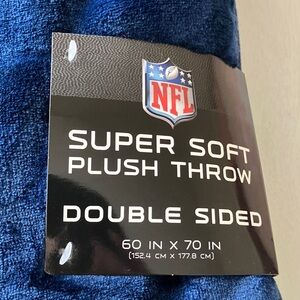 NFL
SUPER SOFT
PLUSH THROW
DOUBLE SIDED
60 IN X 70 IN
(152.4 CM X 177.8 CM)